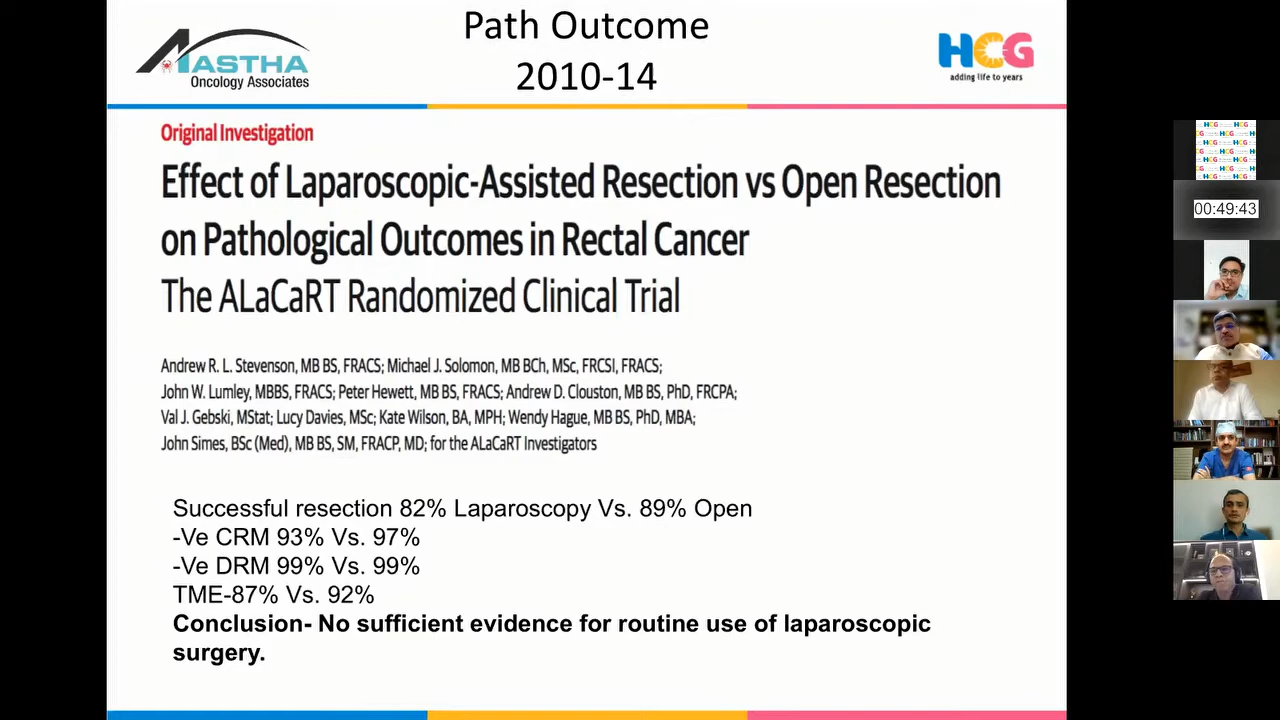 Path Outcome
2010-14
AASTHA
Oncology Associates
HCG
adding life to years
Original Investigation
Effect of Laparoscopic-Assisted Resection vs Open Resection
on Pathological Outcomes in Rectal Cancer
The ALaCaRT Randomized Clinical Trial
Andrew R. L. Stevenson, MB BS, FRACS; Michael J. Solomon, MB BCh, MSc, FRCSI, FRACS;
John W. Lumley, MBBS, FRACS; Peter Hewett, MB BS, FRACS; Andrew D. Clouston, MB BS, PhD, FRCPA;
Val J. Gebski, MStat; Lucy Davies, MSc; Kate Wilson, BA, MPH; Wendy Hague, MB BS, PhD, MBA;
John Simes, BSc (Med), MB BS, SM, FRACP, MD; for the ALaCaRT Investigators
Successful resection 82% Laparoscopy Vs. 89% Open
-Ve CRM 93% Vs. 97%
-Ve DRM 99% Vs. 99%
TME-87% Vs. 92%
Conclusion- No sufficient evidence for routine use of laparoscopic
surgery.
00:49:43